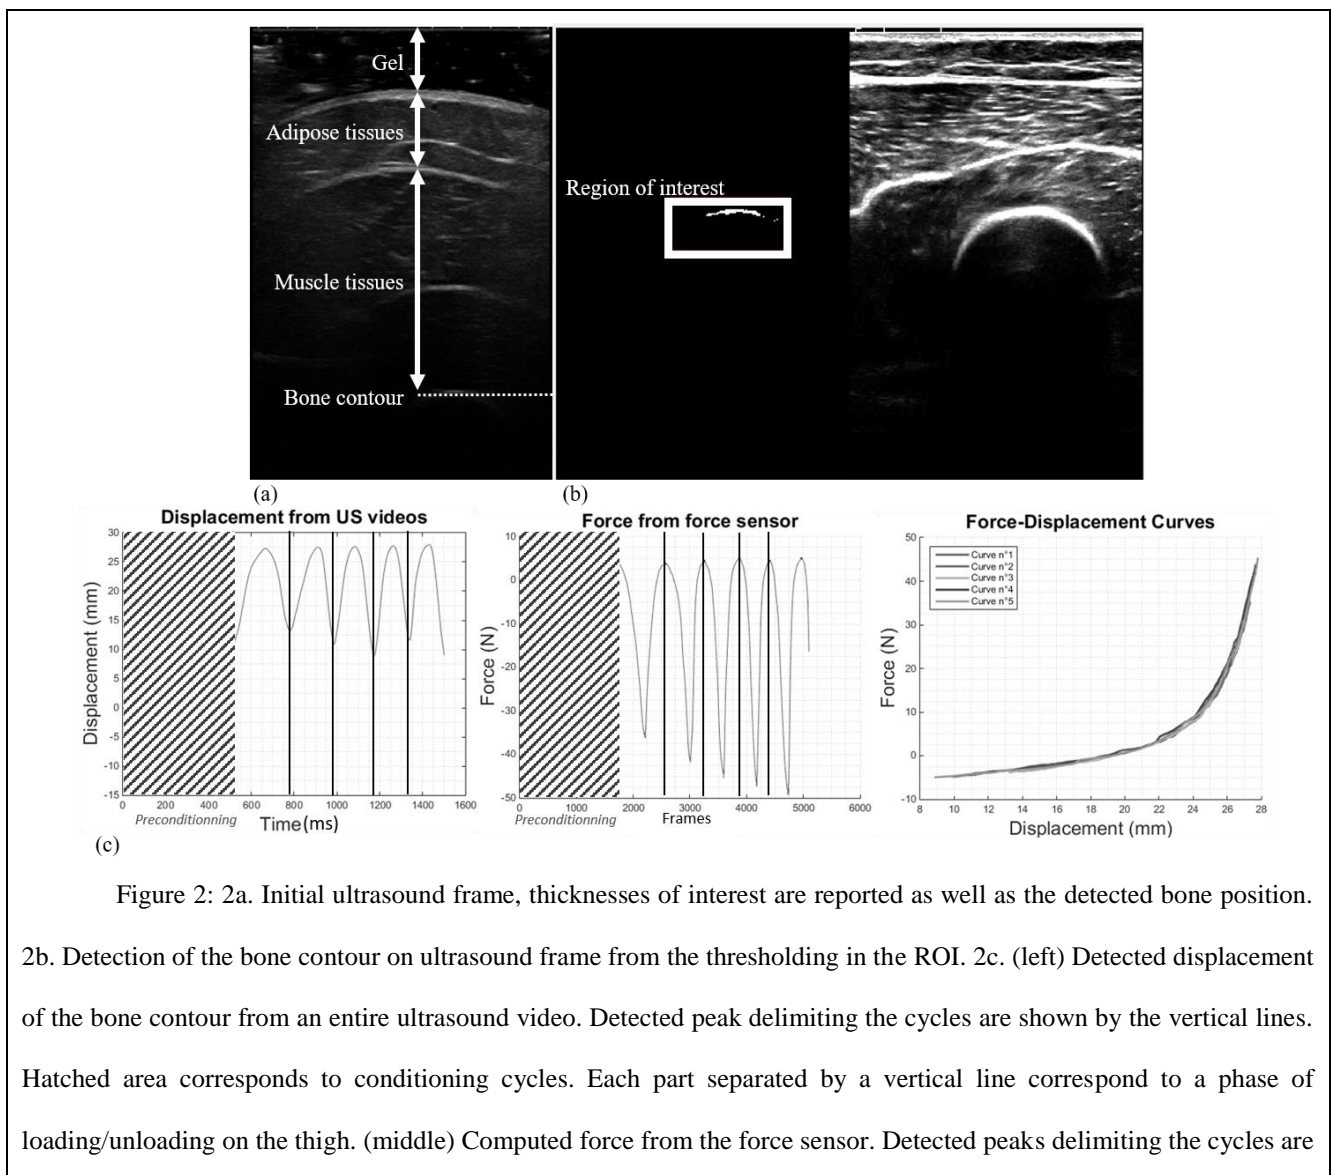 Gel
Adipose tissues
Region of interest
Muscle tissues
Bone contour
(a)
(b)
Displacement from US videos
Force from force sensor
Force-Displacement Curves
30
25
20
15
10
5
0
-5
-10
-15
Displacement (mm)
0
200
400
600
800
1000
1200
1400
1600
Preconditionning
Time(ms)
10
0
-10
-20
-30
-40
-50
Force (N)
0
1000
2000
3000
4000
5000
6000
Preconditionning
Frames
50
40
30
20
10
0
-10
Force (N)
Curve n°1
Curve n°2
Curve n°3
Curve n°4
Curve n°5
8
10
12
14
16
18
20
22
24
26
28
Displacement (mm)
(c)
Figure 2: 2a. Initial ultrasound frame, thicknesses of interest are reported as well as the detected bone position.
2b. Detection of the bone contour on ultrasound frame from the thresholding in the ROI. 2c. (left) Detected displacement
of the bone contour from an entire ultrasound video. Detected peak delimiting the cycles are shown by the vertical lines.
Hatched area corresponds to conditioning cycles. Each part separated by a vertical line correspond to a phase of
loading/unloading on the thigh. (middle) Computed force from the force sensor. Detected peaks delimiting the cycles are